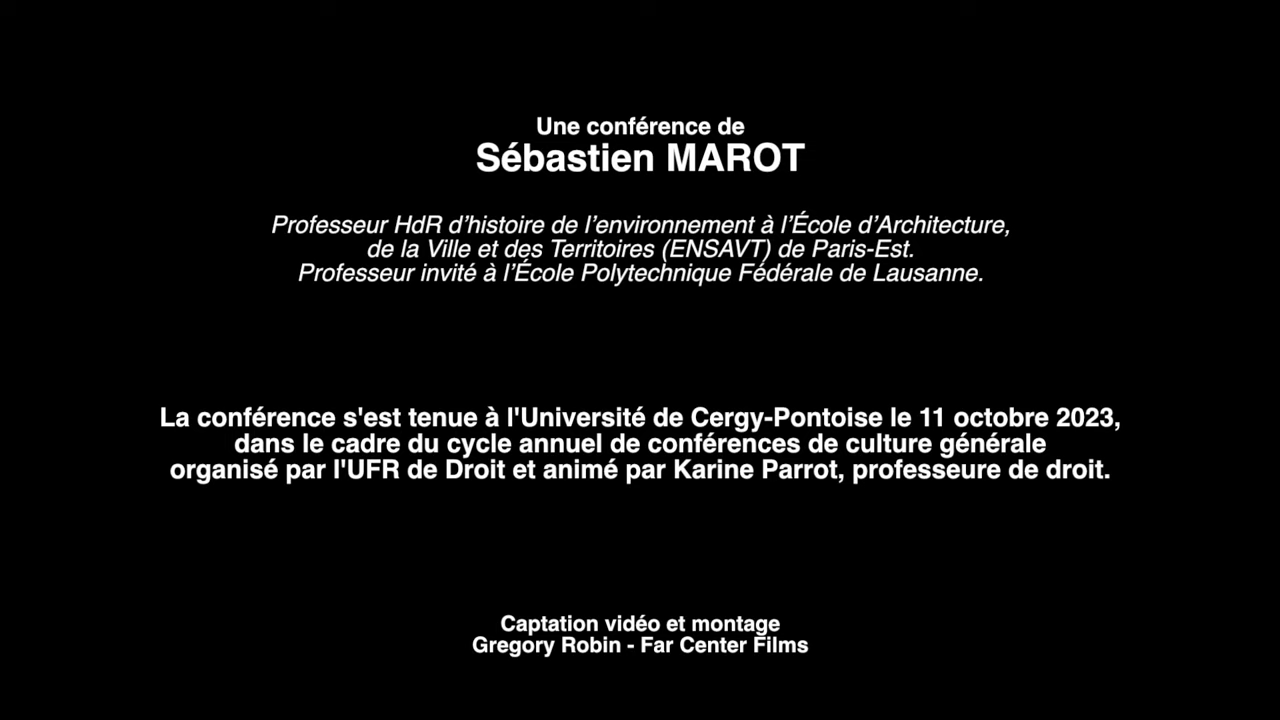 Une conférence de
Sébastien MAROT
Professeur HdR d’histoire de l’environnement à l’École d’Architecture,
de la Ville et des Territoires (ENSAVT) de Paris-Est.
Professeur invité à l’École Polytechnique Fédérale de Lausanne.
La conférence s'est tenue à l'Université de Cergy-Pontoise le 11 octobre 2023,
dans le cadre du cycle annuel de conférences de culture générale
organisé par l'UFR de Droit et animé par Karine Parrot, professeure de droit.
Captation vidéo et montage
Gregory Robin - Far Center Films